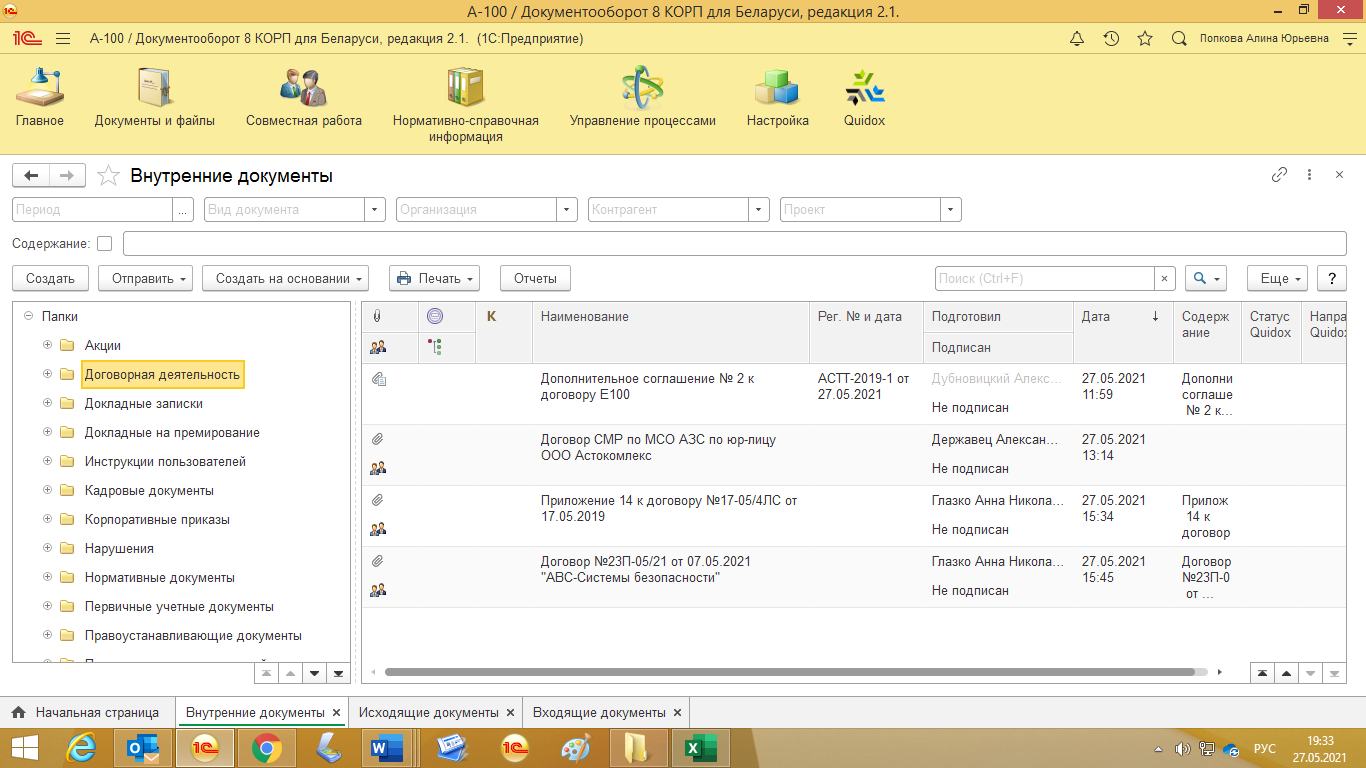 А-100 / Документооборот 8 КОРП для Беларуси, редакция 2.1.
А-100 / Документооборот 8 КОРП для Беларуси, редакция 2.1. (1С:Предприятие)
Попкова Алина Юрьевна
Главное
Документы и файлы
Совместная работа
Нормативно-справочная
информация
Управление процессами
Настройка
Quidox
Внутренние документы
Период
...
Вид документа
Организация
Контрагент
Проект
Содержание:
Создать
Отправить
Создать на основании
Печать
Отчеты
Поиск (Ctrl+F)
Еще
?
Папки
Акции
Договорная деятельность
Докладные записки
Докладные на премирование
Инструкции пользователей
Кадровые документы
Корпоративные приказы
Нарушения
Нормативные документы
Первичные учетные документы
Правоустанавливающие документы
К
Наименование
Рег. № и дата
Подготовил
Подписан
Дата
Содерж
ание
Статус
Quidox
Напра
Quidox
Дополнительное соглашение № 2 к
договору Е100
АСТТ-2019-1 от
27.05.2021
Дубновицкий Алекс...
Не подписан
27.05.2021
11:59
Дополни
соглаше
№ 2 к...
Договор СМР по МСО АЗС по юр-лицу
ООО Астокомлекс
Державец Алексан...
Не подписан
27.05.2021
13:14
Приложение 14 к договору №17-05/4ЛС от
17.05.2019
Глазко Анна Никола...
Не подписан
27.05.2021
15:34
Прилож
14 к
договор
Договор №23П-05/21 от 07.05.2021
"АВС-Системы безопасности"
Глазко Анна Никола...
Не подписан
27.05.2021
15:45
Договор
№23П-0
от ...
Начальная страница
Внутренние документы
Исходящие документы
Входящие документы
РУС
19:33
27.05.2021